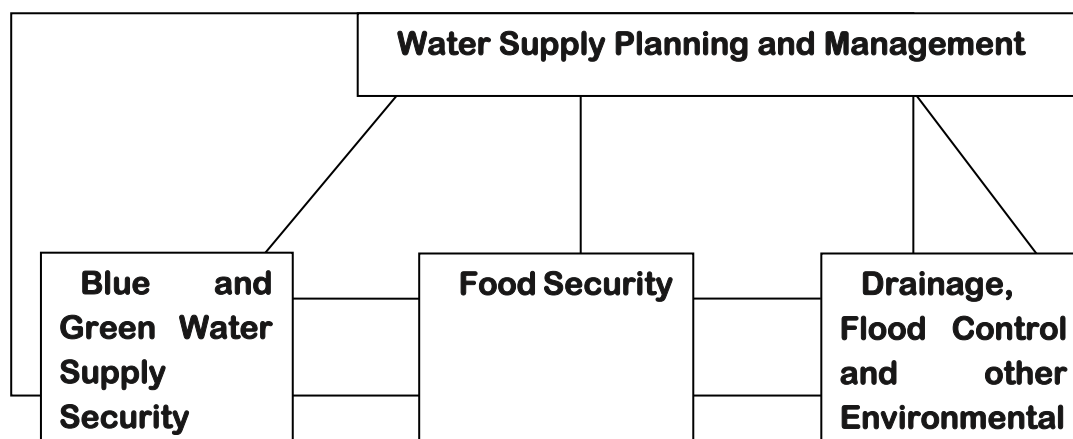 Water Supply Planning and Management
Blue and
Green Water
Supply
Security
Food Security
Drainage,
Flood Control
and other
Environmental